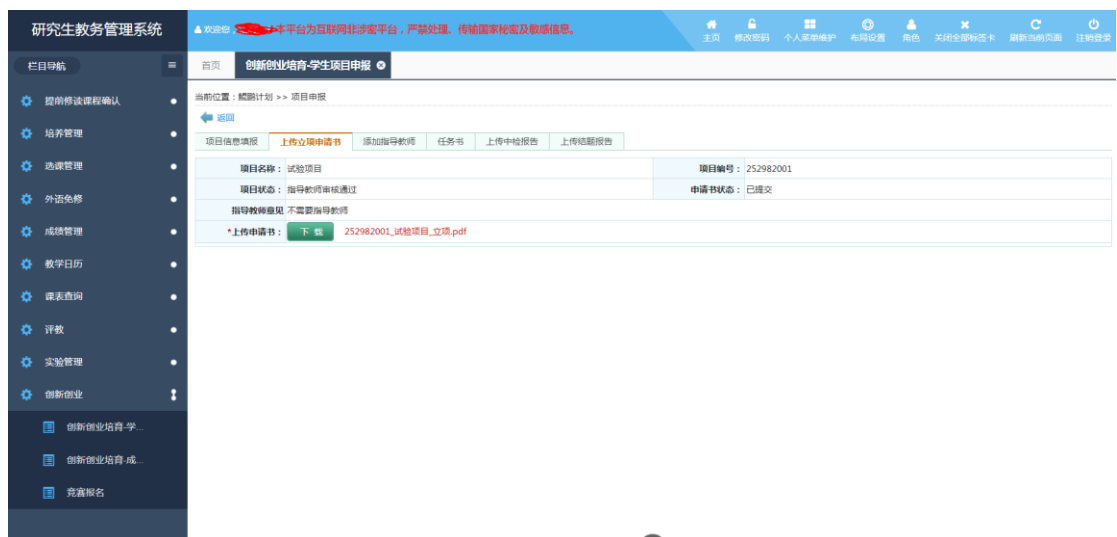 研究生教务管理系统
欢迎您 本平台为互联网非涉密平台，严禁处理、传输国家秘密及敏感信息。
主页 修改密码 个人菜单维护 布局设置 角色 关闭全部标签卡 刷新当前页面 注销登录
栏目导航
首页 创新创业培育-学生项目申报
当前位置：鲲鹏计划 >> 项目申报
返回
项目信息填报 上传立项申请书 添加指导教师 任务书 上传中检报告 上传结题报告
项目名称： 试验项目 项目编号： 252982001
项目状态： 指导教师审核通过 申请书状态： 已提交
指导教师意见 不需要指导教师
*上传申请书： 下 载 252982001_试验项目_立项.pdf
提前修读课程确认
培养管理
选课管理
外语免修
成绩管理
教学日历
课表查询
评教
实验管理
创新创业
创新创业培育-学...
创新创业培育-成...
竞赛报名